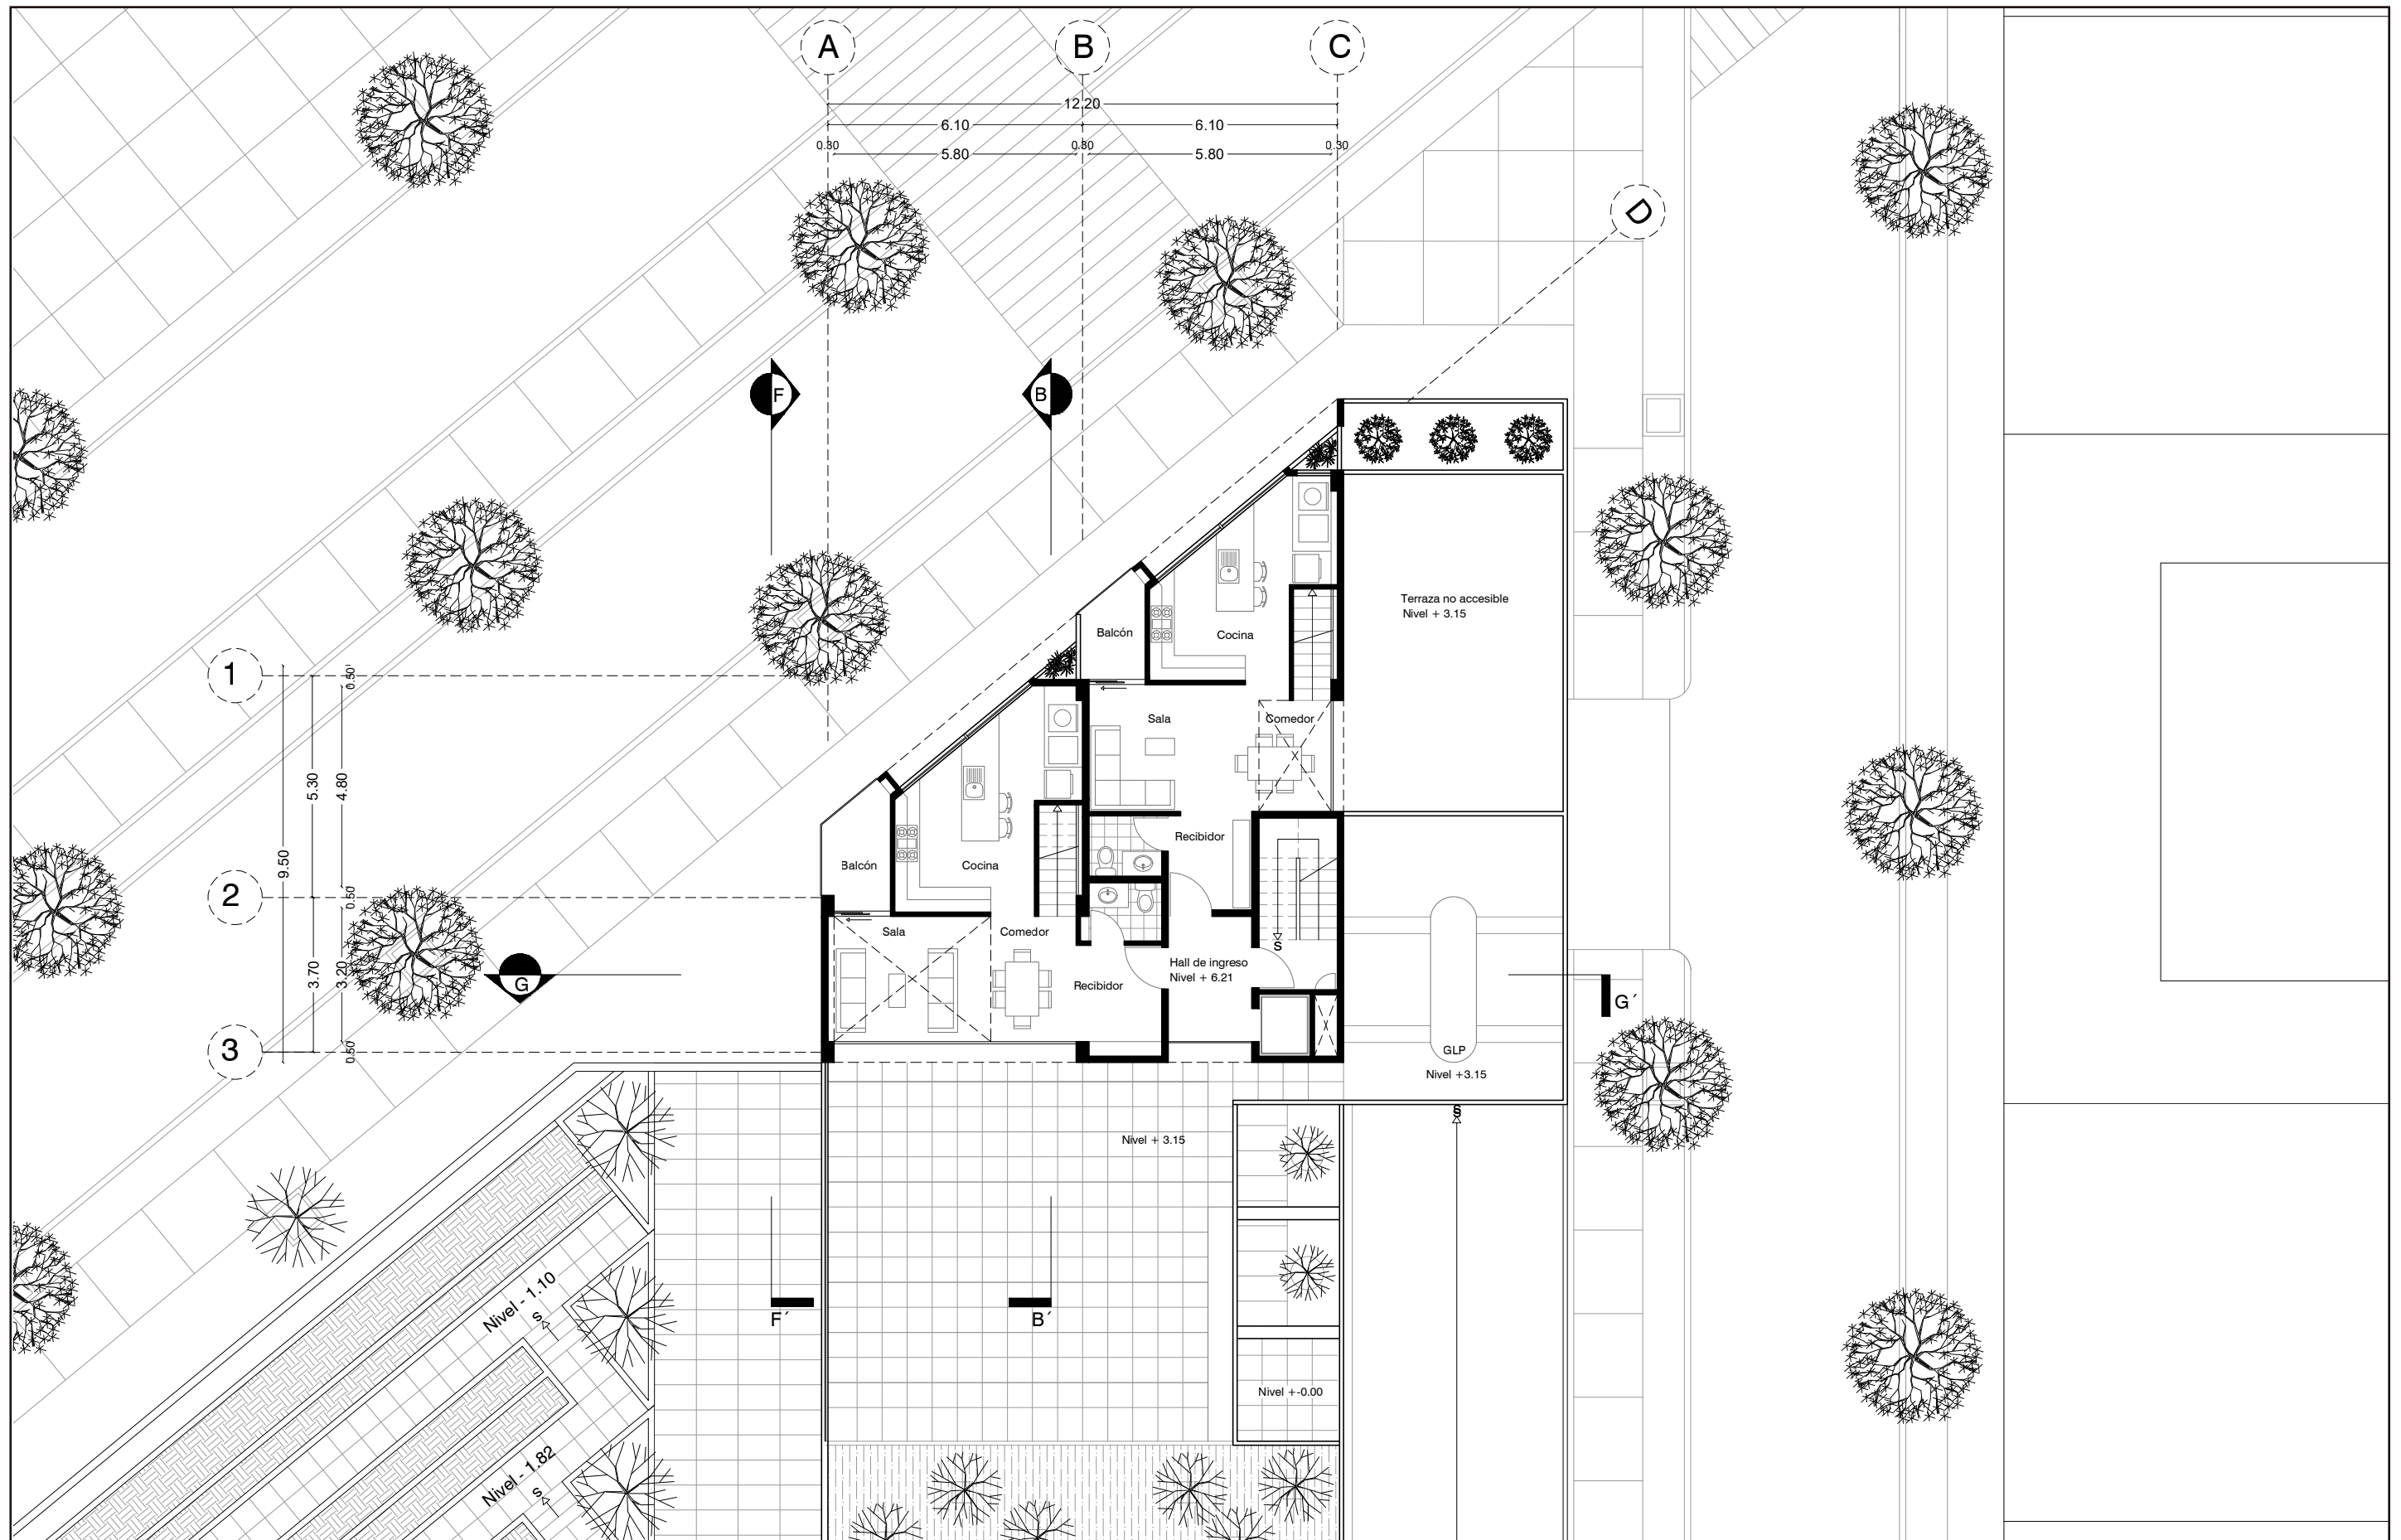 A
B
C
12.20
6.10
6.10
0.30
5.80
0.30
5.80
0.30
D
F
B
Terraza no accesible
Nivel + 3.15
Balcón
Cocina
1
0.50
Sala
Comedor
5.30
4.80
Recibidor
9.50
Balcón
Cocina
2
0.50
Sala
Comedor
S
Hall de ingreso
Nivel + 6.21
3.70
3.20
G
Recibidor
G´
3
0.50
GLP
Nivel +3.15
S
Nivel + 3.15
Nivel - 1.10
s
F´
B´
Nivel +-0.00
Nivel - 1.82
s